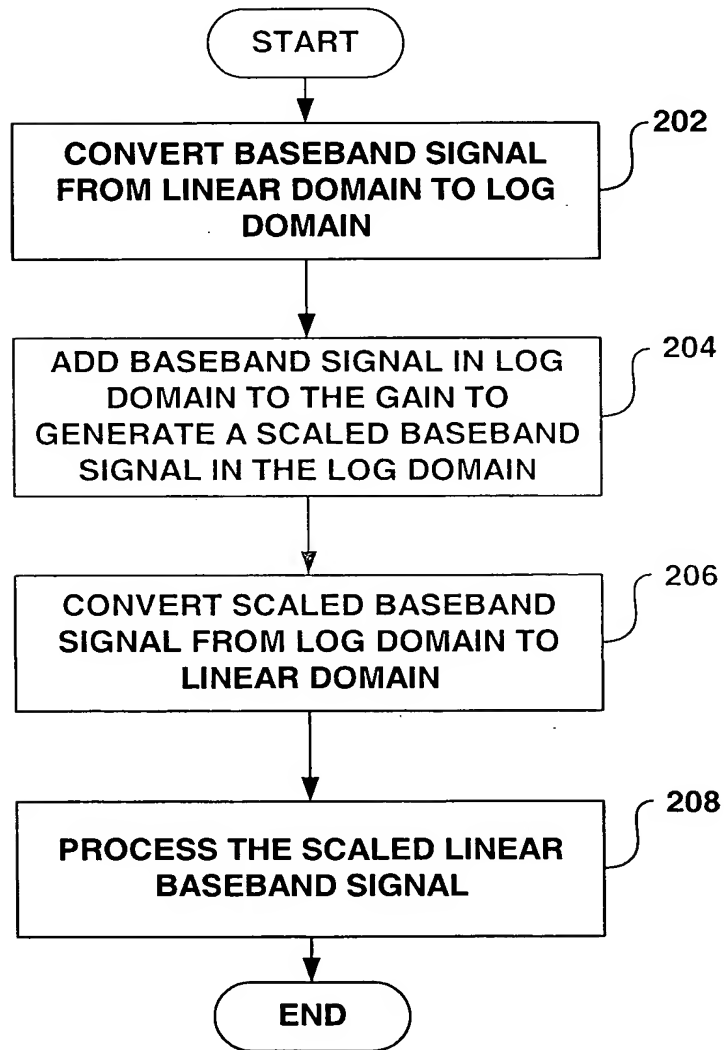 START
202
CONVERT BASEBAND SIGNAL
FROM LINEAR DOMAIN TO LOG
DOMAIN
204
ADD BASEBAND SIGNAL IN LOG
DOMAIN TO THE GAIN TO
GENERATE A SCALED BASEBAND
SIGNAL IN THE LOG DOMAIN
206
CONVERT SCALED BASEBAND
SIGNAL FROM LOG DOMAIN TO
LINEAR DOMAIN
208
PROCESS THE SCALED LINEAR
BASEBAND SIGNAL
END